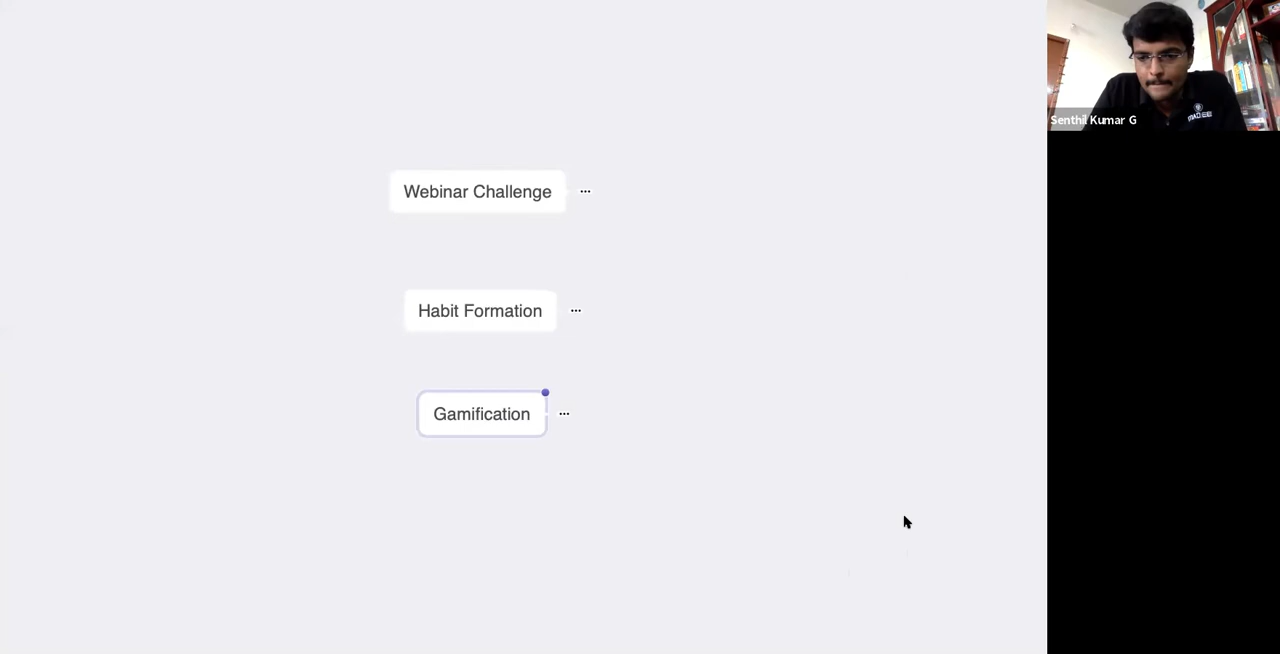 Webinar Challenge
Habit Formation
Gamification
Senthil Kumar G